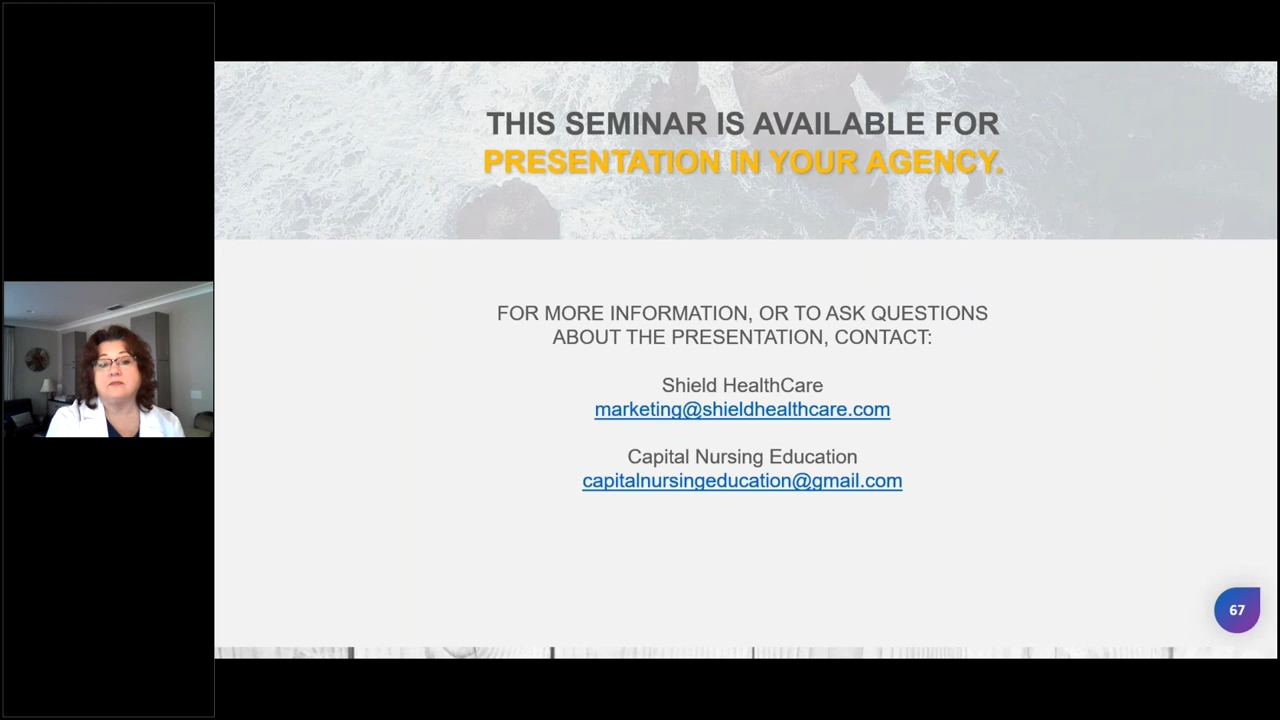 THIS SEMINAR IS AVAILABLE FOR
PRESENTATION IN YOUR AGENCY.
FOR MORE INFORMATION, OR TO ASK QUESTIONS
ABOUT THE PRESENTATION, CONTACT:
Shield HealthCare
marketing@shieldhealthcare.com
Capital Nursing Education
capitalnursingeducation@gmail.com
67